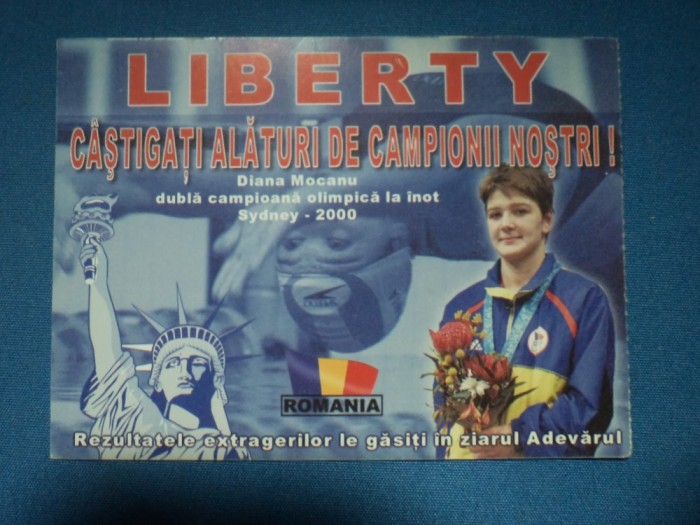 LIBERTY
CÂŞTIGAŢI ALĂTURI DE CAMPIONII NOŞTRI !
Diana Mocanu
dublă campioană olimpică la înot
Sydney - 2000
ROMANIA
Rezultatele extragerilor le găsiţi în ziarul Adevărul